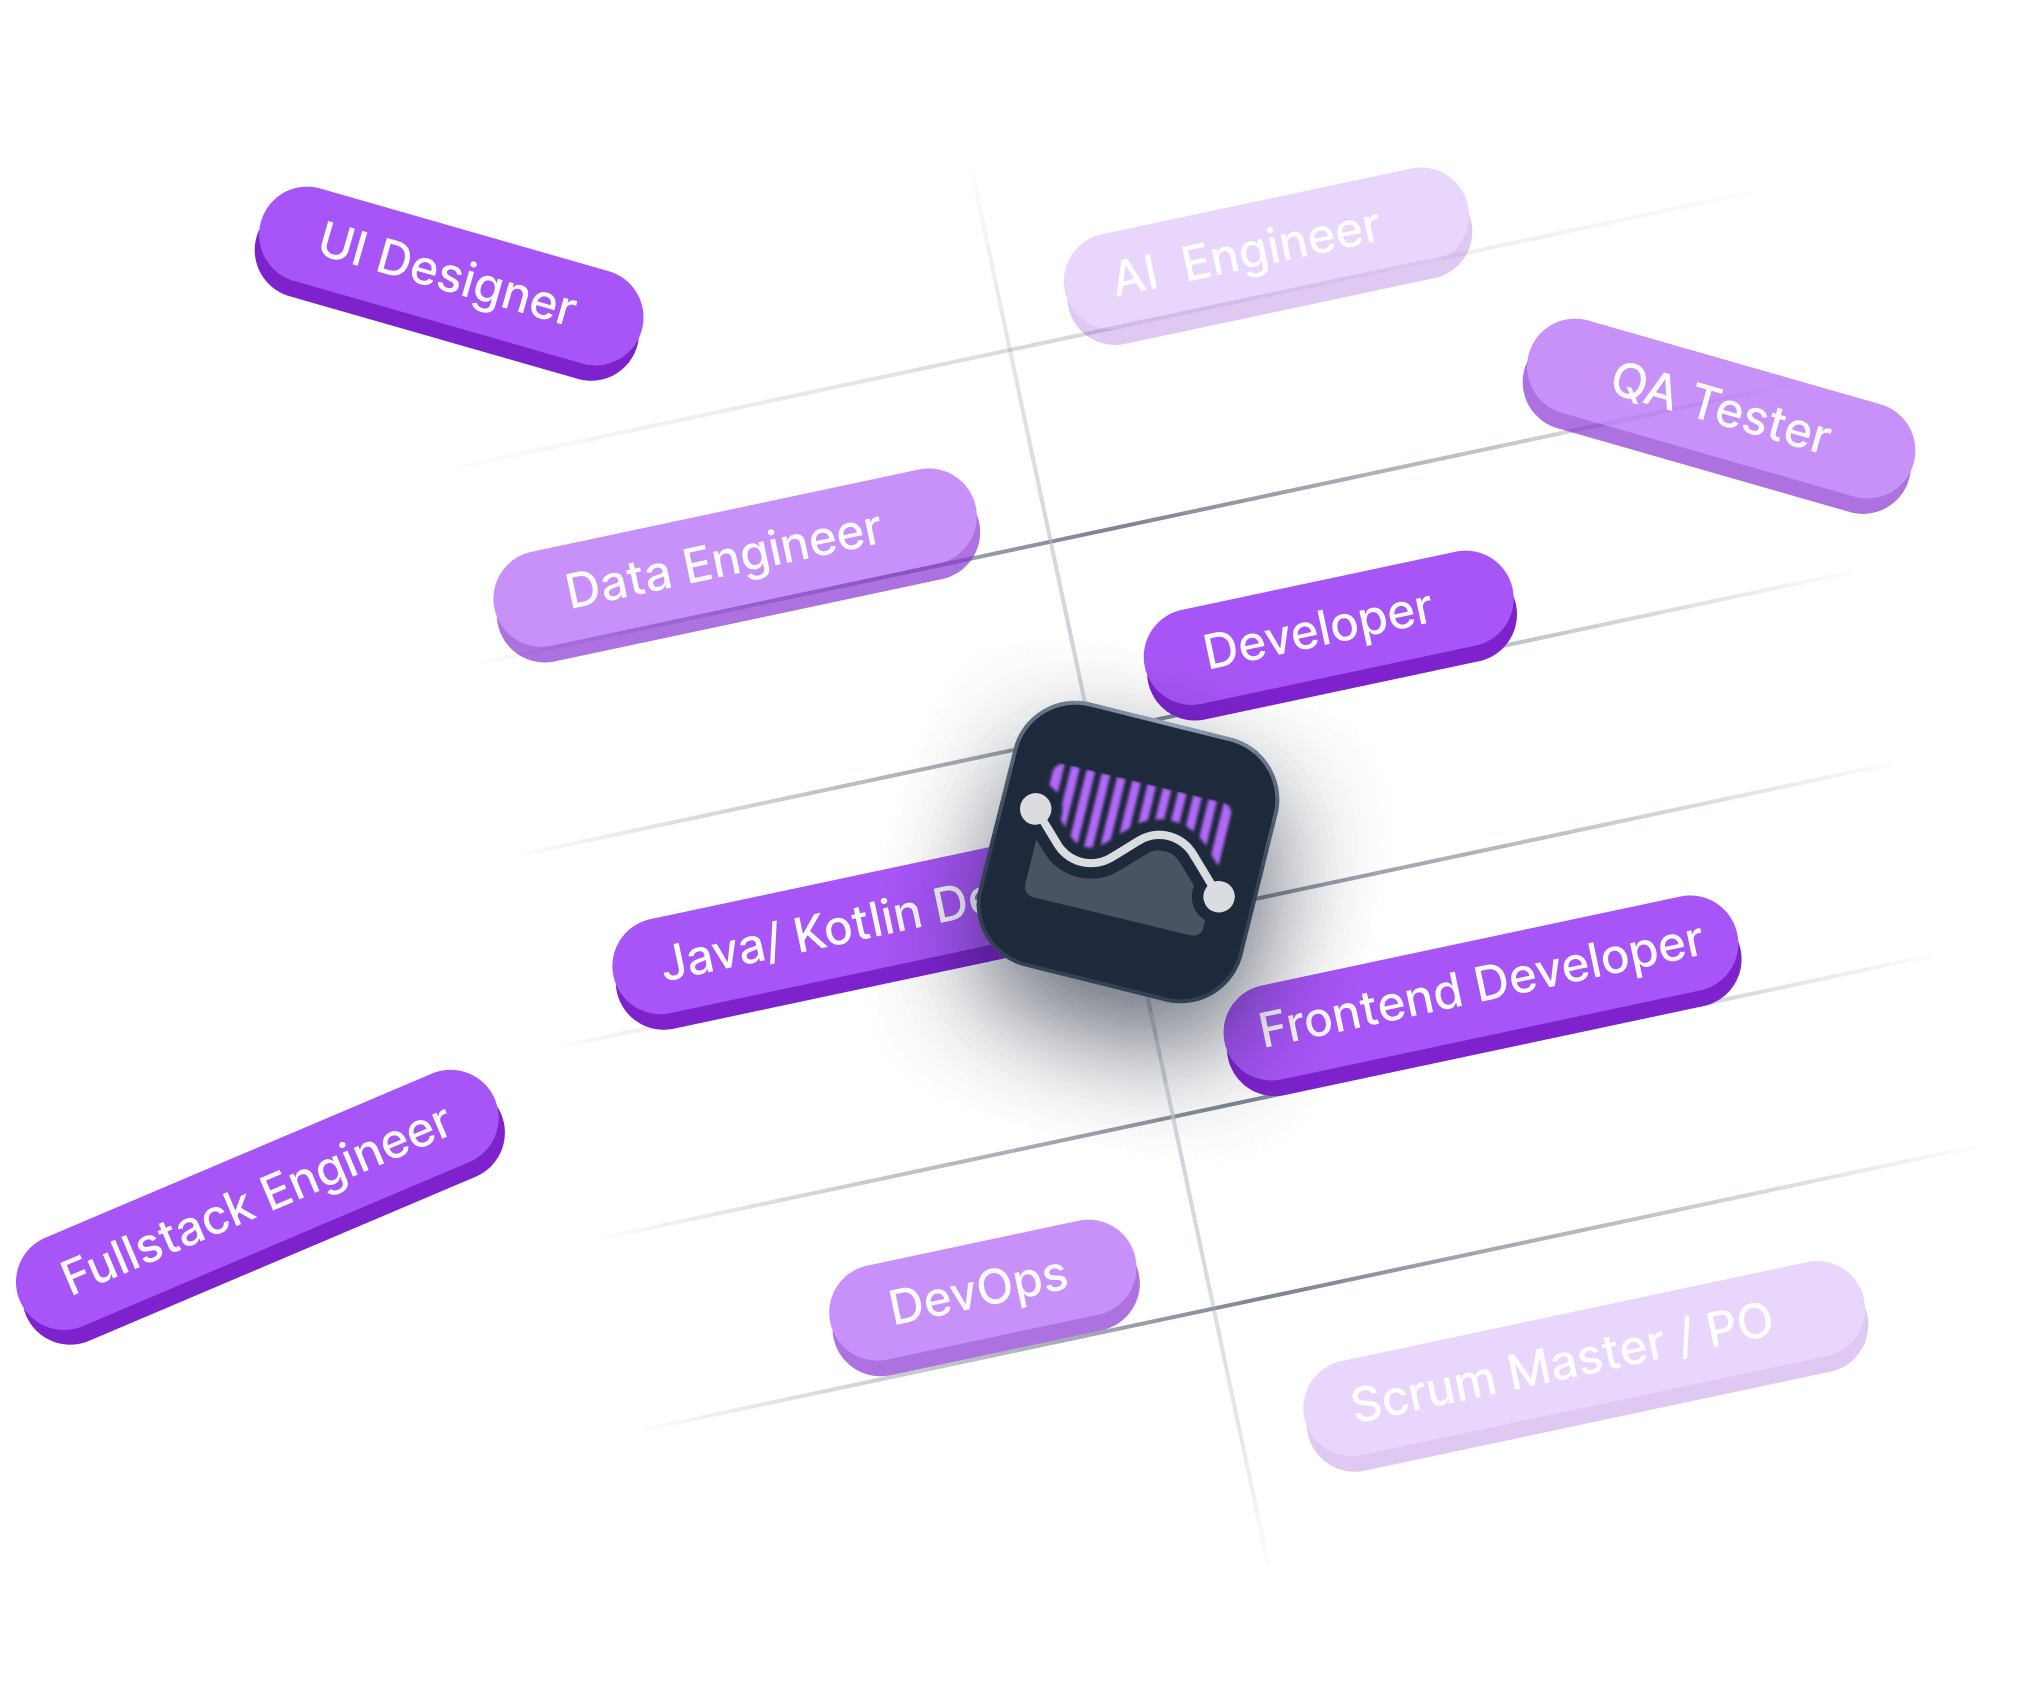 UI Designer
AI Engineer
QA Tester
Data Engineer
Developer
Java/ Kotlin
Frontend Developer
Fullstack Engineer
DevOps
Scrum Master / PO